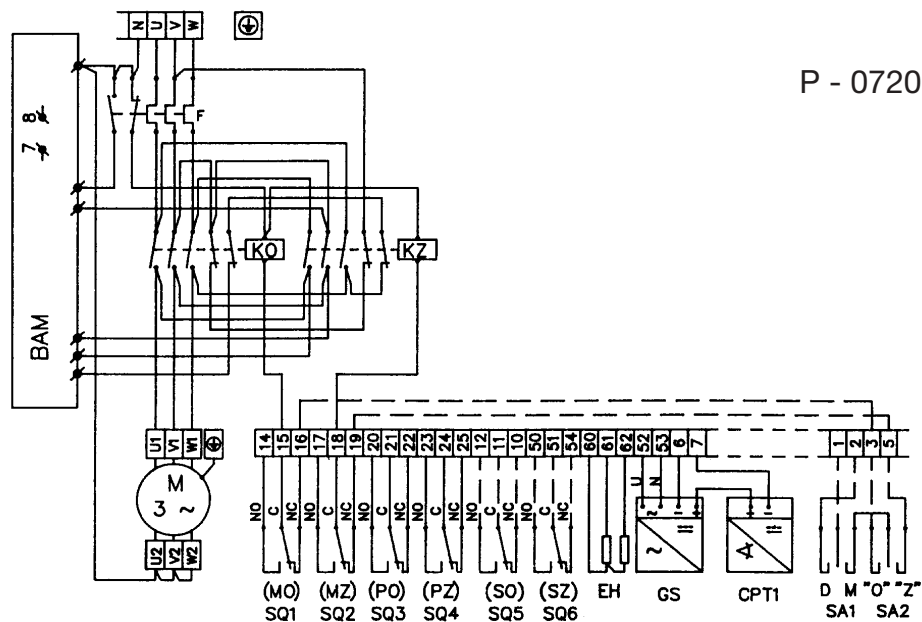 N U V W
P - 0720
7 8
F
KO KZ
BAM
U1 V1 W1
M
3 ~
U2 V2 W2
14 15 16 17 18 19 20 21 22 23 24 25 12 11 10 50 51 54 60 61 62 52 53 6 7 1 2 3 5
U N
NO C NC NO C NC NO C NC NO C NC NO C NC NO C NC
~ A
(MO) (MZ) (PO) (PZ) (SO) (SZ) EH GS CPT1 D M "O" "Z"
SQ1 SQ2 SQ3 SQ4 SQ5 SQ6 SA1 SA2